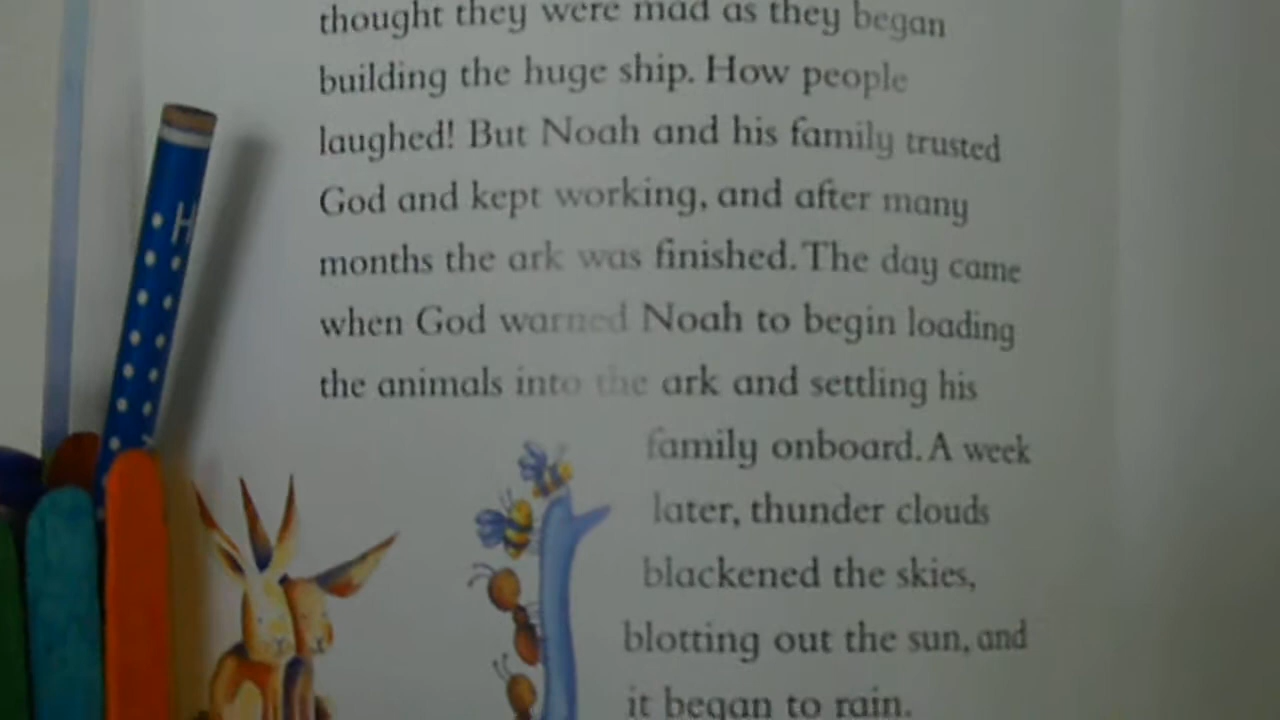 thought they were mad as they began
building the huge ship. How people
laughed! But Noah and his family trusted
God and kept working, and after many
months the ark was finished. The day came
when God warned Noah to begin loading
the animals into the ark and settling his
family onboard. A week
later, thunder clouds
blackened the skies,
blotting out the sun, and
it began to rain.
H